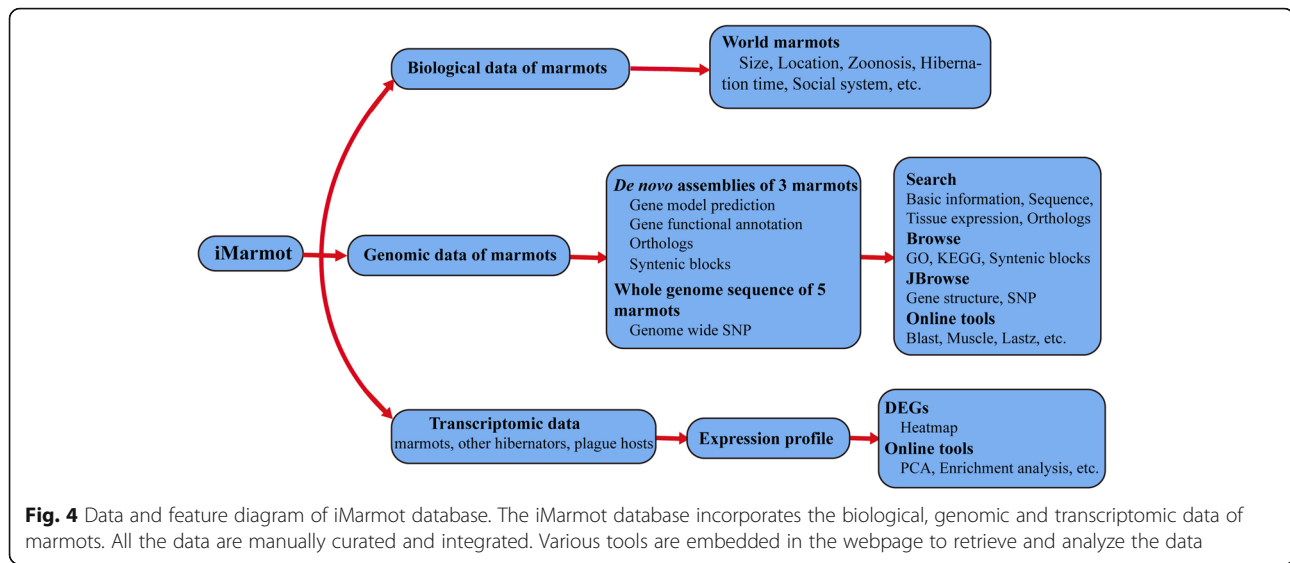 World marmots
Size, Location, Zoonosis, Hiberna-
tion time, Social system, etc.
Biological data of marmots
iMarmot
Genomic data of marmots
De novo assemblies of 3 marmots
Gene model prediction
Gene functional annotation
Orthologs
Syntenic blocks
Whole genome sequence of 5
marmots
Genome wide SNP
Search
Basic information, Sequence,
Tissue expression, Orthologs
Browse
GO, KEGG, Syntenic blocks
JBrowse
Gene structure, SNP
Online tools
Blast, Muscle, Lastz, etc.
Transcriptomic data
marmots, other hibernators, plague hosts
Expression profile
DEGs
Heatmap
Online tools
PCA, Enrichment analysis, etc.
Fig. 4 Data and feature diagram of iMarmot database. The iMarmot database incorporates the biological, genomic and transcriptomic data of
marmots. All the data are manually curated and integrated. Various tools are embedded in the webpage to retrieve and analyze the data